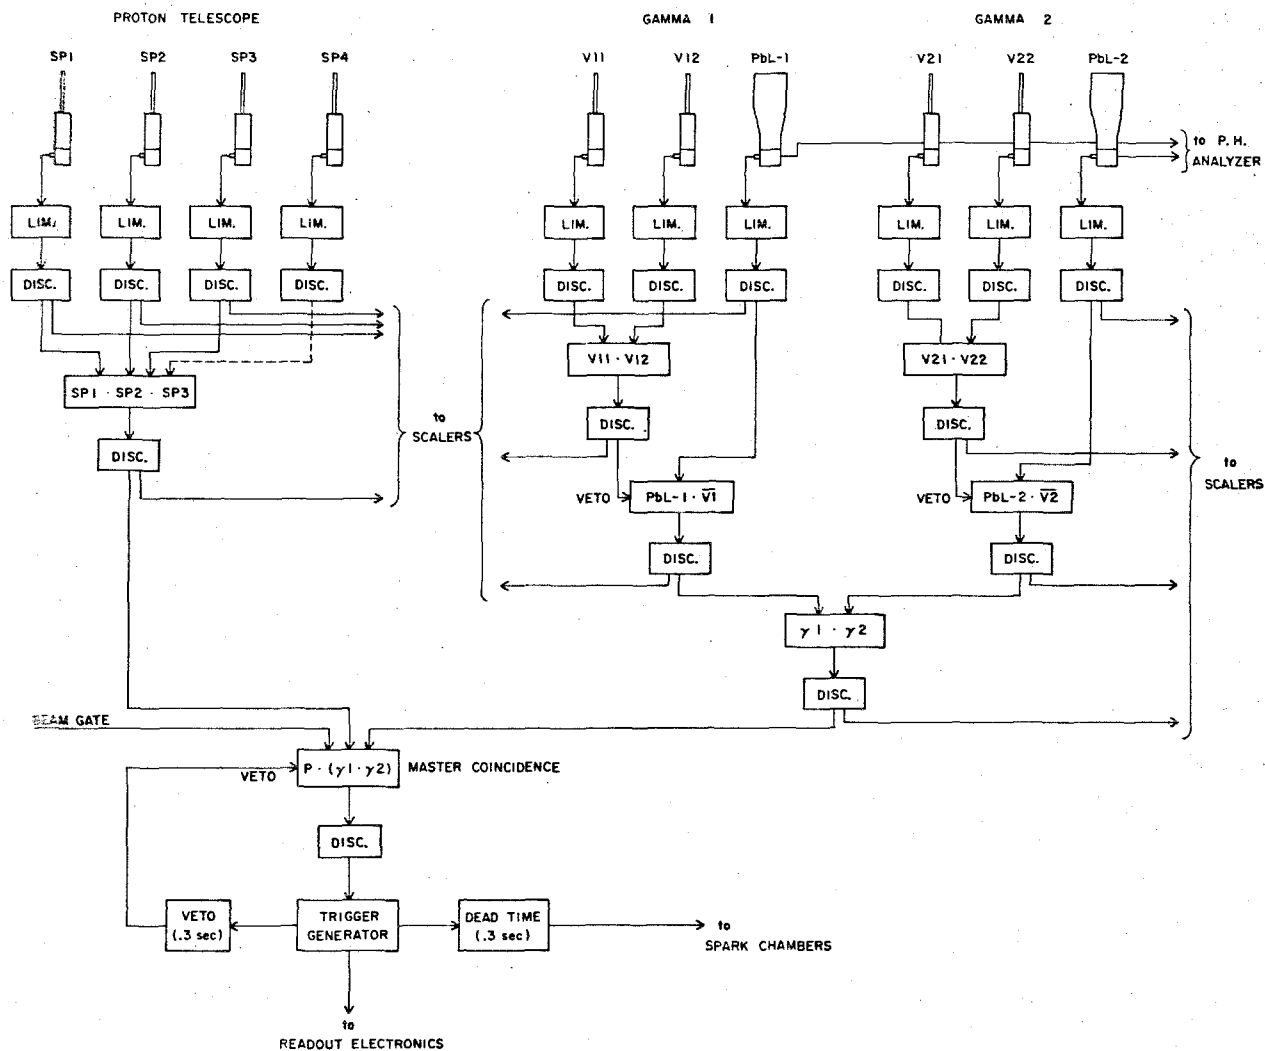 PROTON TELESCOPE
GAMMA 1
GAMMA 2
SP1 SP2 SP3 SP4
V11 V12 PbL-1
V21 V22 PbL-2
to P. H. ANALYZER
LIM. LIM. LIM. LIM.
LIM. LIM. LIM.
LIM. LIM. LIM.
DISC. DISC. DISC. DISC.
DISC. DISC. DISC.
DISC. DISC. DISC.
SP1 · SP2 · SP3
V11 · V12
V21 · V22
to
SCALERS
DISC.
DISC.
DISC.
to
SCALERS
VETO
PbL-1 · V̅1̅
VETO
PbL-2 · V̅2̅
DISC.
DISC.
γ1 · γ2
DISC.
BEAM GATE
VETO
P · (γ1 · γ2)
MASTER COINCIDENCE
DISC.
VETO
(.3 sec)
TRIGGER
GENERATOR
DEAD TIME
(.3 sec)
to
SPARK CHAMBERS
to
READOUT ELECTRONICS